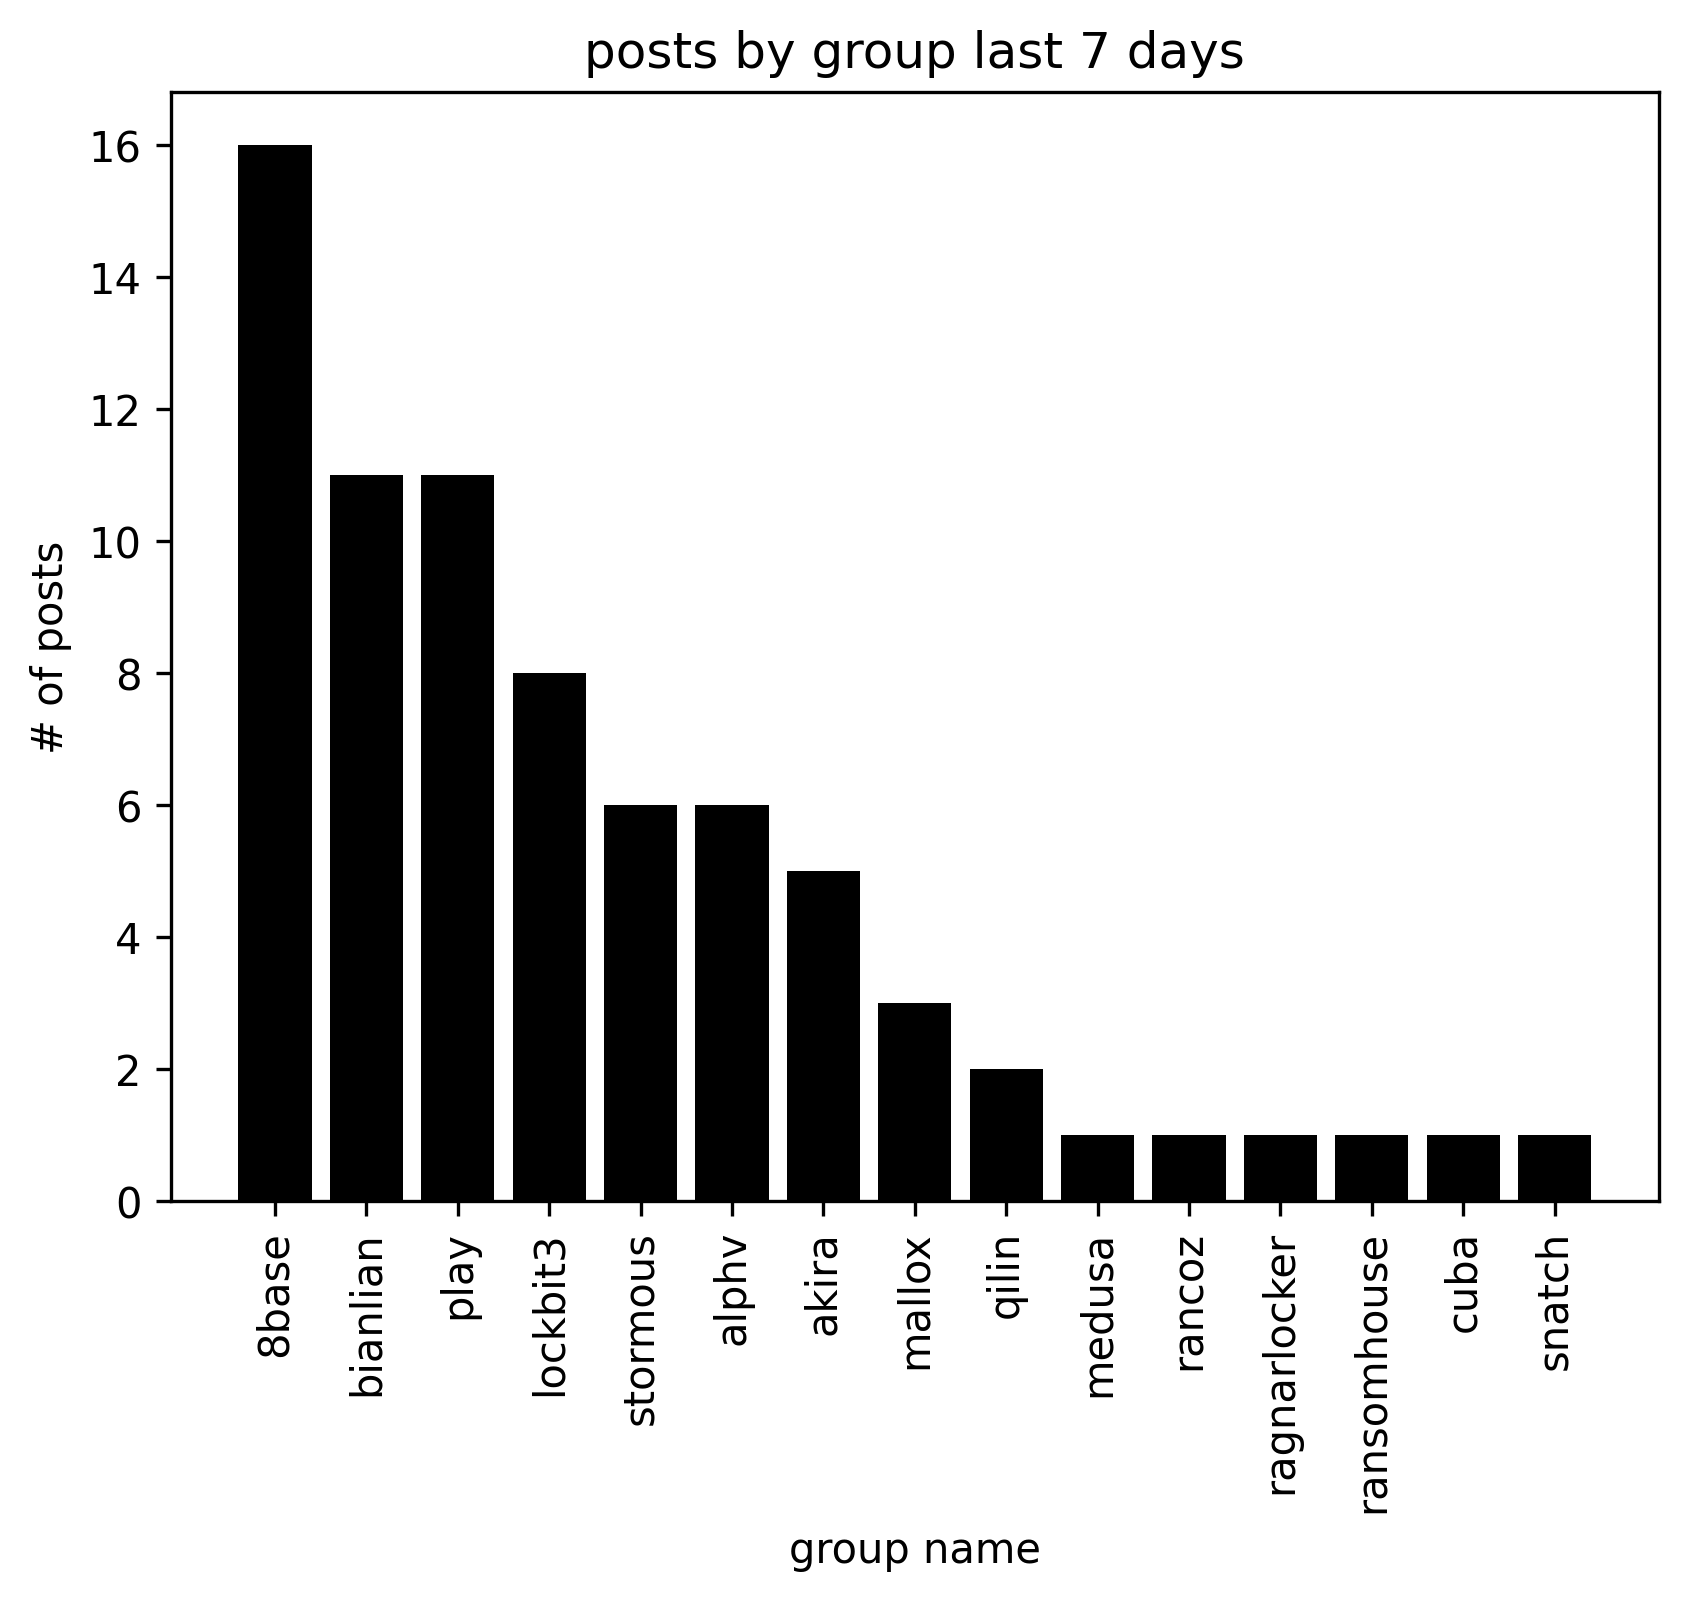 posts by group last 7 days
16
14
12
10
8
6
4
2
0
# of posts
8base
bianlian
play
lockbit3
stormous
alphv
akira
mallox
qilin
medusa
rancoz
ragnarlocker
ransomhouse
cuba
snatch
group name